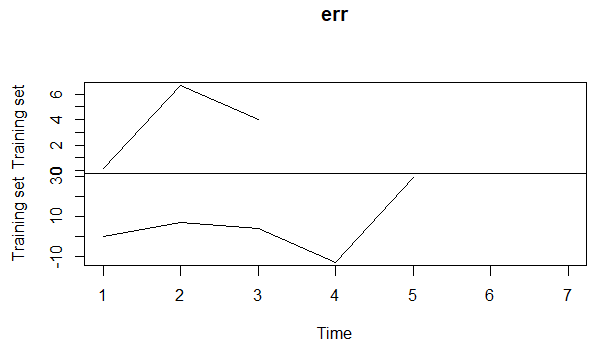 err
Training set
0 2 4 6
Training set
-10 10 30
1 2 3 4 5 6 7
Time